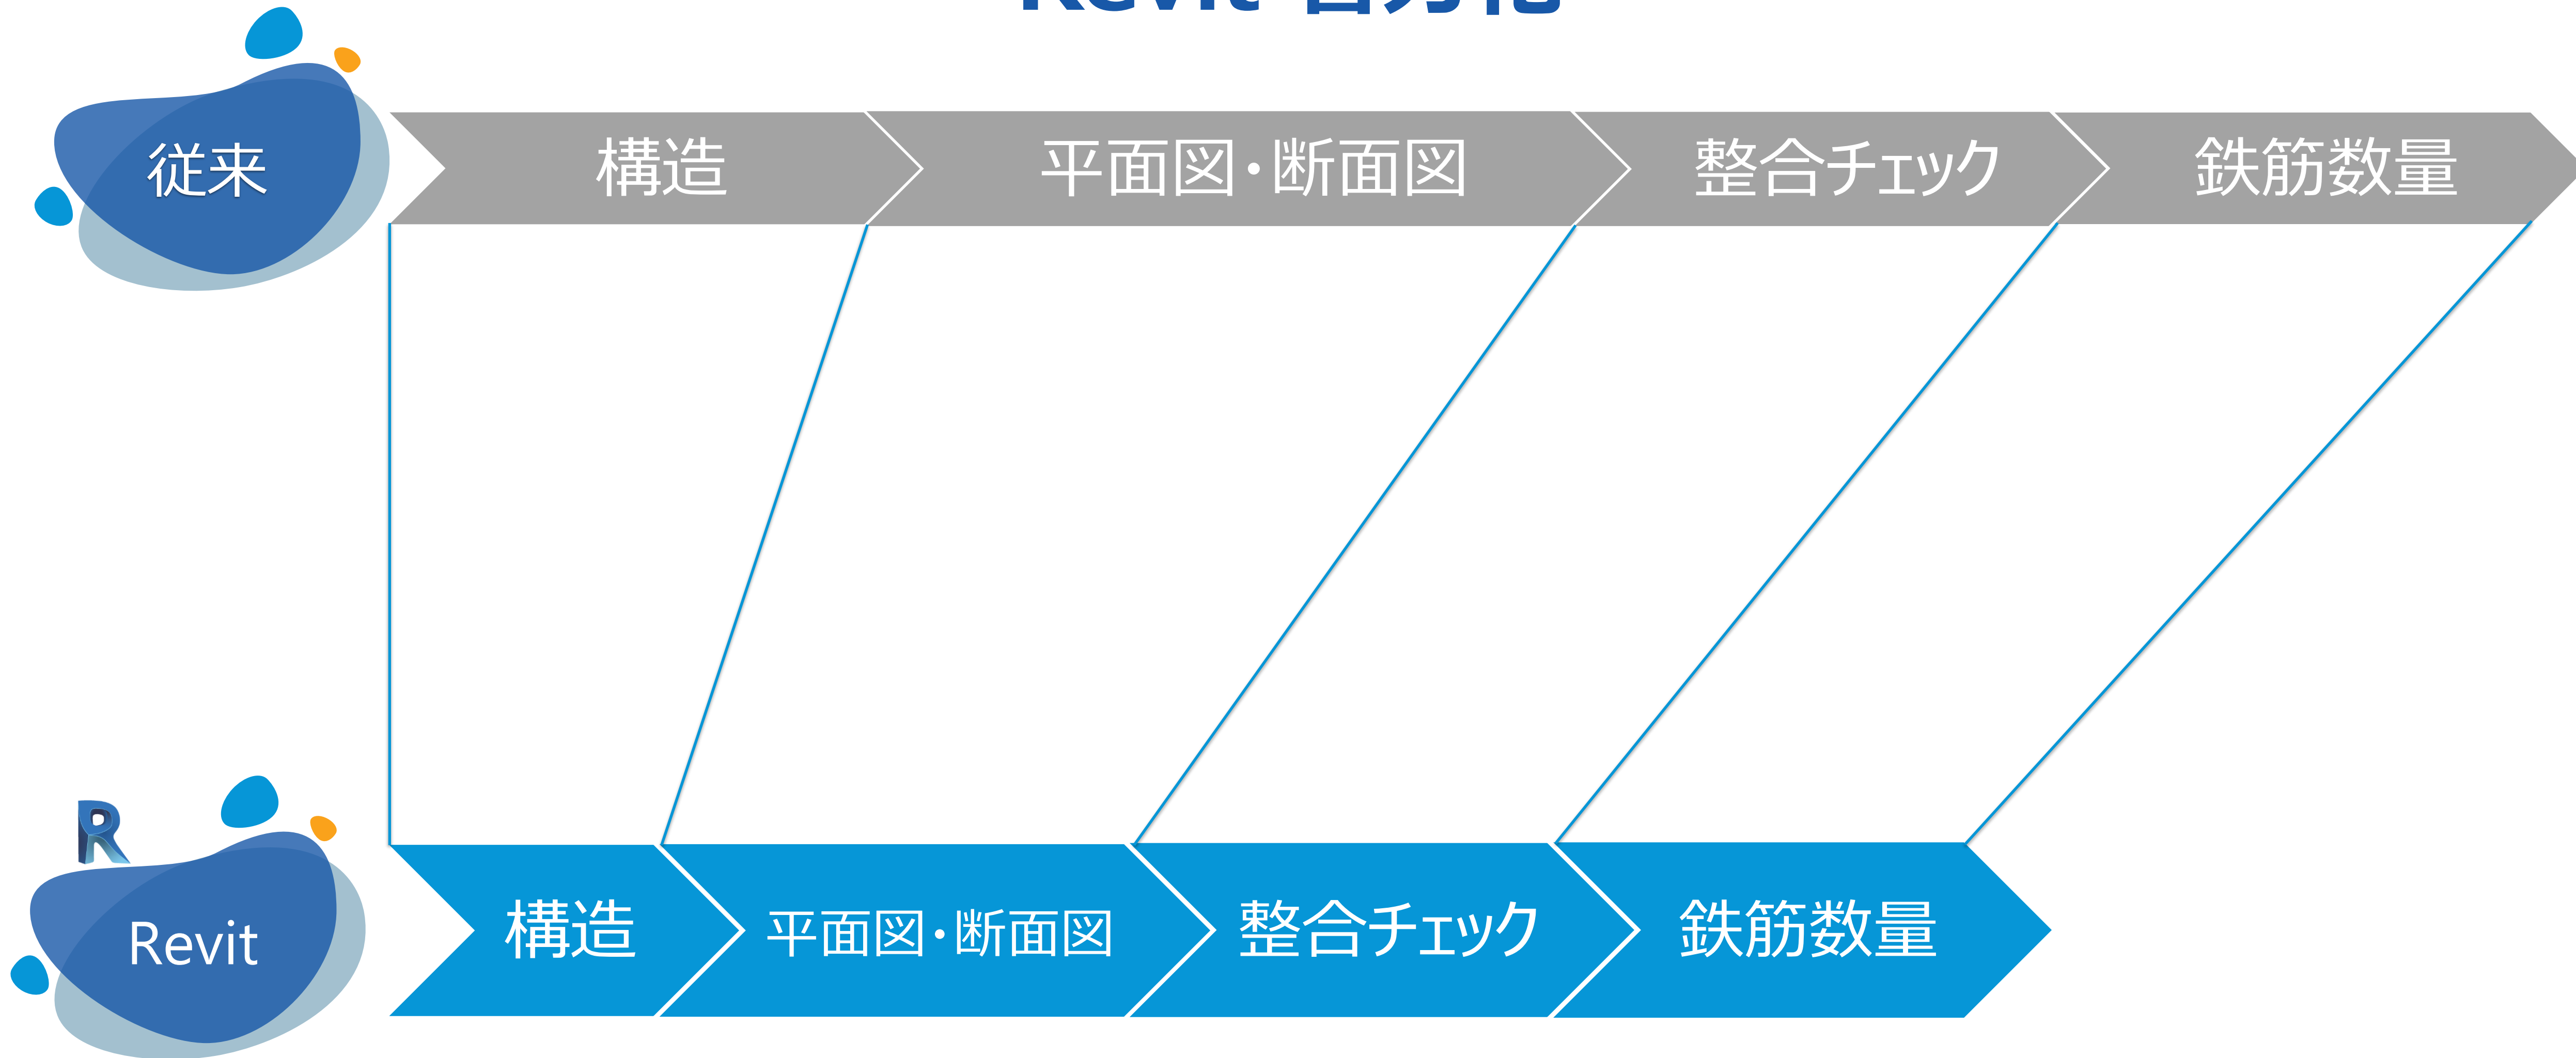 Revit
従来
構造
平面図・断面図
整合チェック
鉄筋数量
R
Revit
構造
平面図・断面図
整合チェック
鉄筋数量